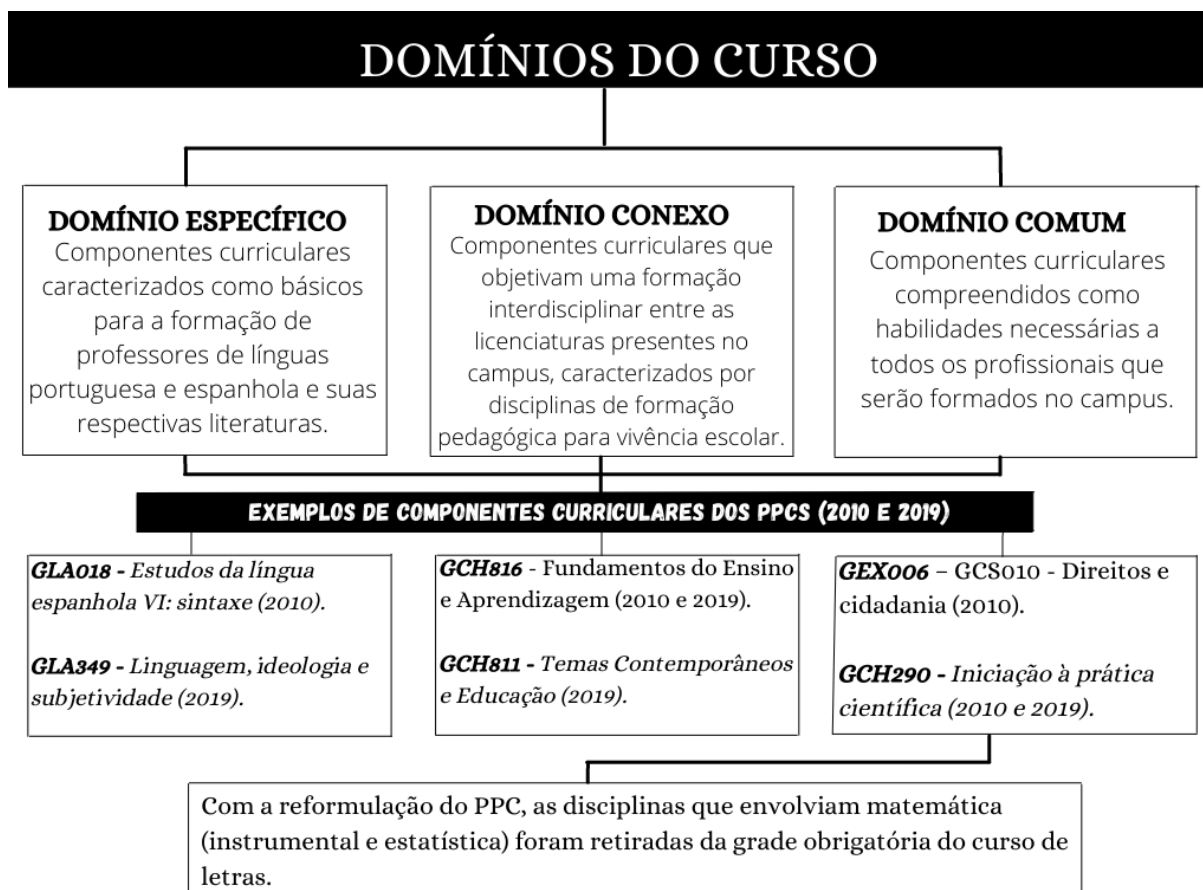 DOMÍNIOS DO CURSO
DOMÍNIO ESPECÍFICO
Componentes curriculares
caracterizados como básicos
para a formação de
professores de línguas
portuguesa e espanhola e suas
respectivas literaturas.
DOMÍNIO CONEXO
Componentes curriculares que
objetivam uma formação
interdisciplinar entre as
licenciaturas presentes no
campus, caracterizados por
disciplinas de formação
pedagógica para vivência escolar.
DOMÍNIO COMUM
Componentes curriculares
compreendidos como
habilidades necessárias a
todos os profissionais que
serão formados no campus.
EXEMPLOS DE COMPONENTES CURRICULARES DOS PPCS (2010 E 2019)
GLA018 - Estudos da língua
espanhola VI: sintaxe (2010).
GLA349 - Linguagem, ideologia e
subjetividade (2019).
GCH816 - Fundamentos do Ensino
e Aprendizagem (2010 e 2019).
GCH811 - Temas Contemporâneos
e Educação (2019).
GEX006 – GCS010 - Direitos e
cidadania (2010).
GCH290 - Iniciação à prática
científica (2010 e 2019).
Com a reformulação do PPC, as disciplinas que envolviam matemática
(instrumental e estatística) foram retiradas da grade obrigatória do curso de
letras.